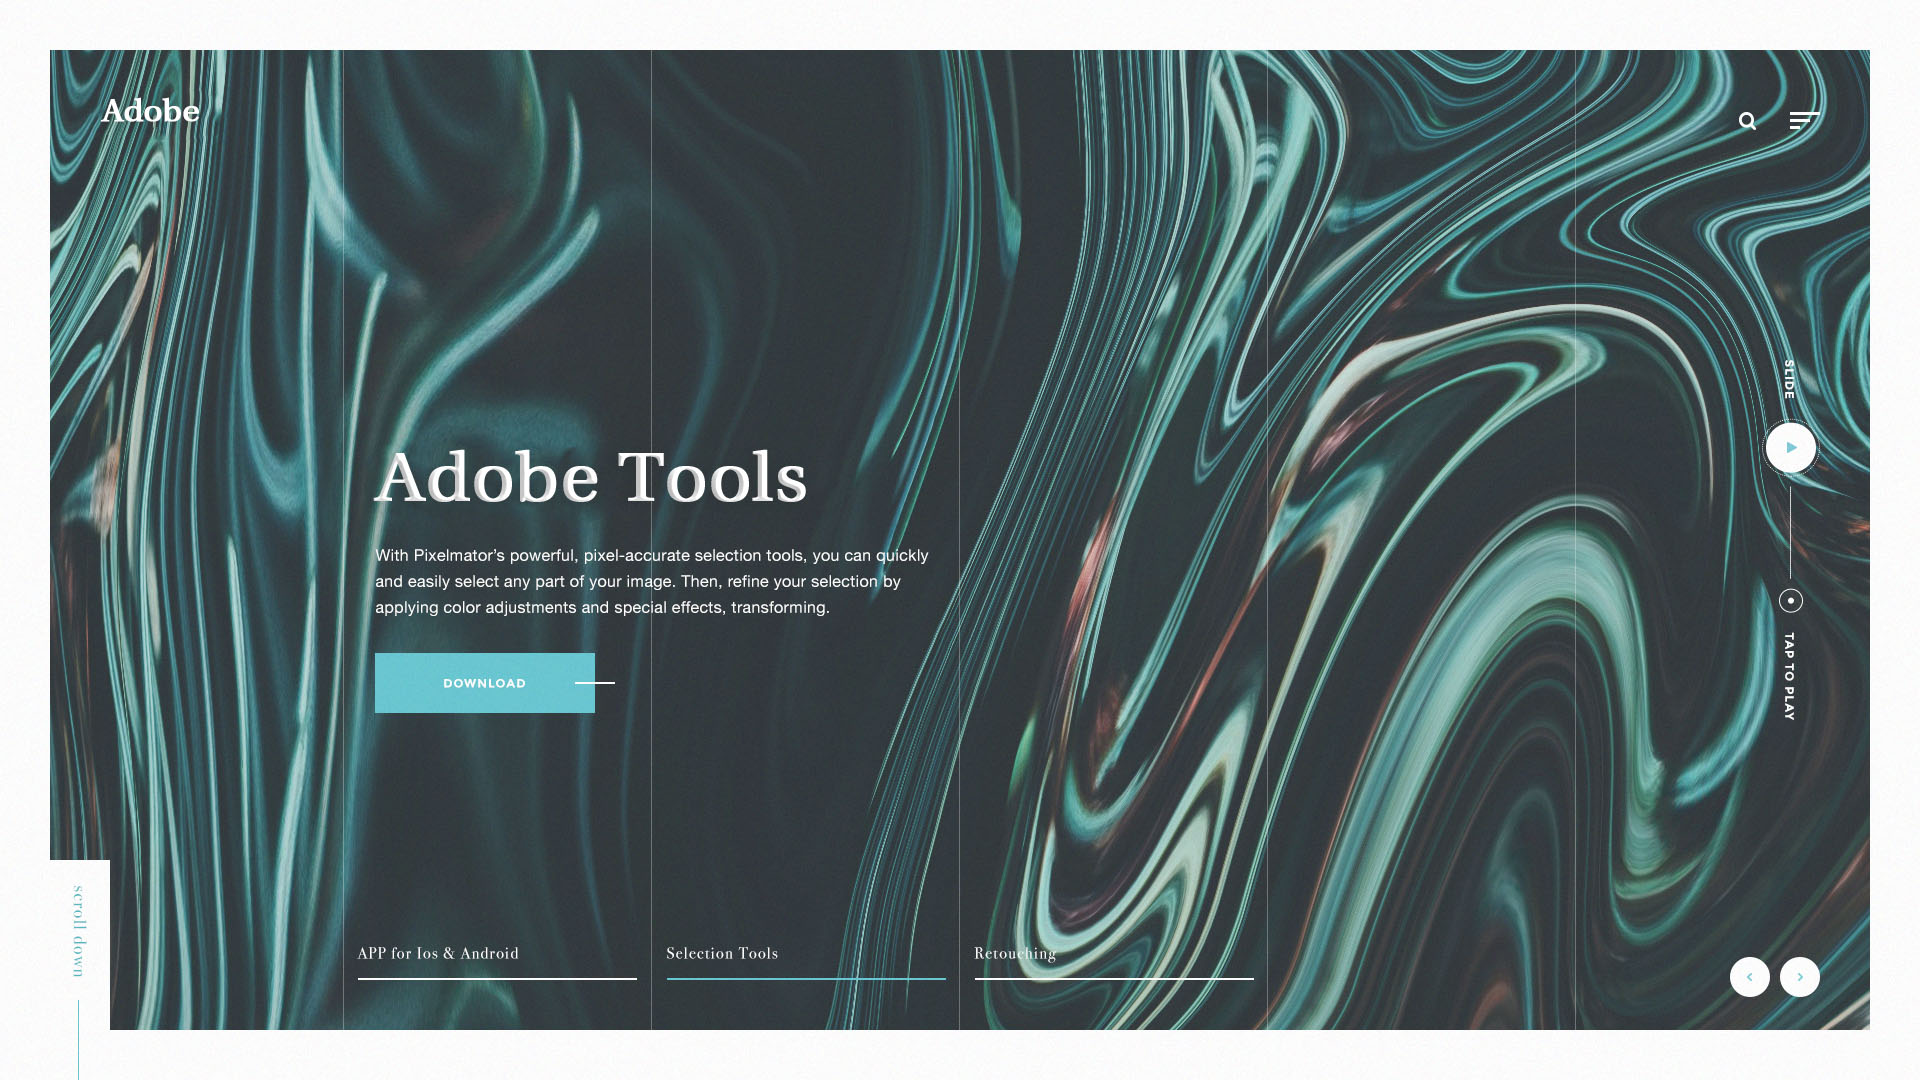 Adobe
SLIDE
Adobe Tools
With Pixelmator’s powerful, pixel-accurate selection tools, you can quickly
and easily select any part of your image. Then, refine your selection by
applying color adjustments and special effects, transforming.
DOWNLOAD
TAP TO PLAY
scroll down
APP for Ios & Android
Selection Tools
Retouching